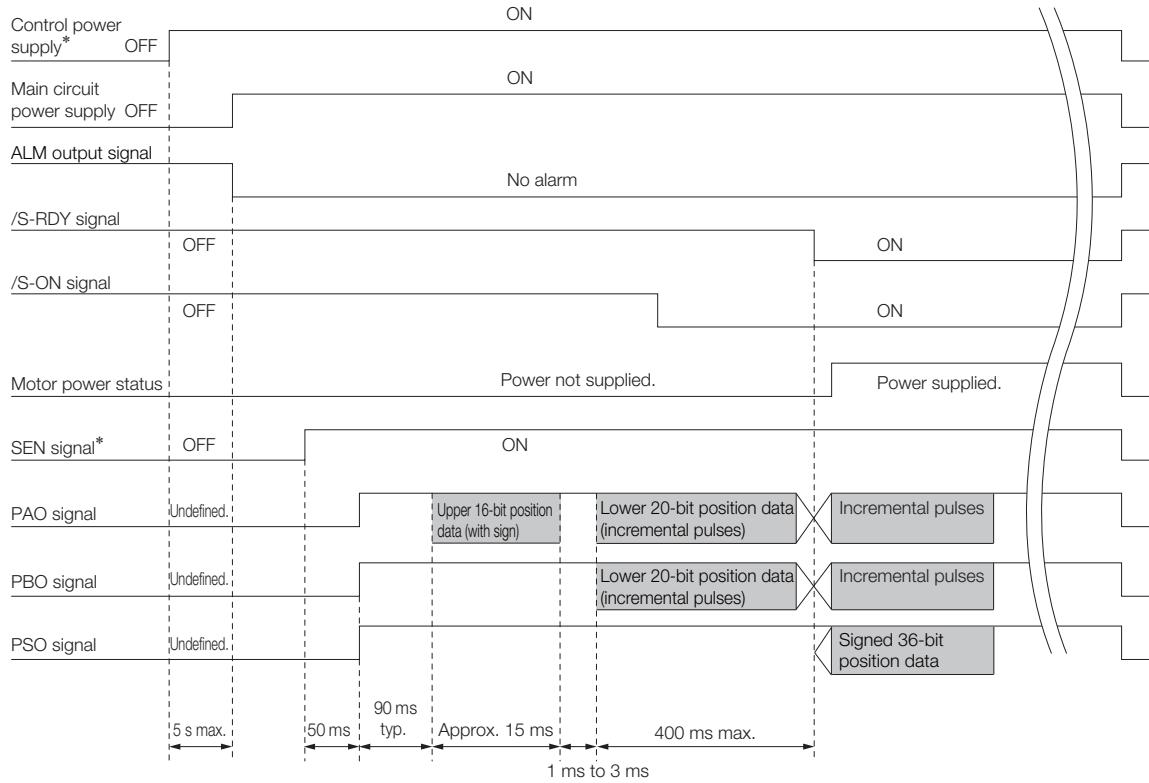 ON
Control power
supply* OFF
ON
Main circuit
power supply OFF
ALM output signal
No alarm
/S-RDY signal
OFF ON
/S-ON signal
OFF ON
Motor power status Power not supplied. Power supplied.
SEN signal* OFF ON
PAO signal Undefined. Upper 16-bit position
data (with sign) Lower 20-bit position data
(incremental pulses) Incremental pulses
PBO signal Undefined. Lower 20-bit position data
(incremental pulses) Incremental pulses
PSO signal Undefined. Signed 36-bit
position data
5 s max. 50 ms 90 ms
typ. Approx. 15 ms 400 ms max.
1 ms to 3 ms